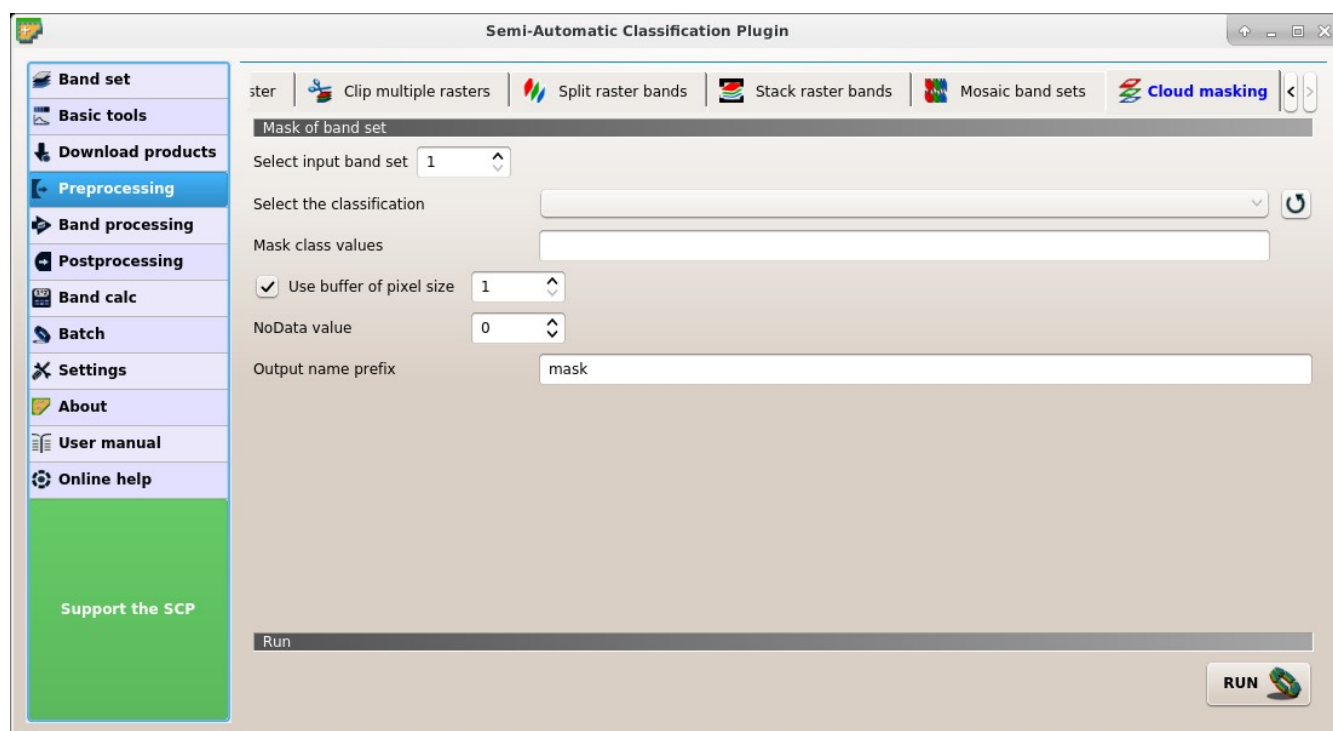 Semi-Automatic Classification Plugin
Band set
Basic tools
Download products
Preprocessing
Band processing
Postprocessing
Band calc
Batch
Settings
About
User manual
Online help
Support the SCP
ster Clip multiple rasters Split raster bands Stack raster bands Mosaic band sets Cloud masking < >
Mask of band set
Select input band set 1
Select the classification
Mask class values
Use buffer of pixel size 1
NoData value 0
Output name prefix mask
Run
RUN